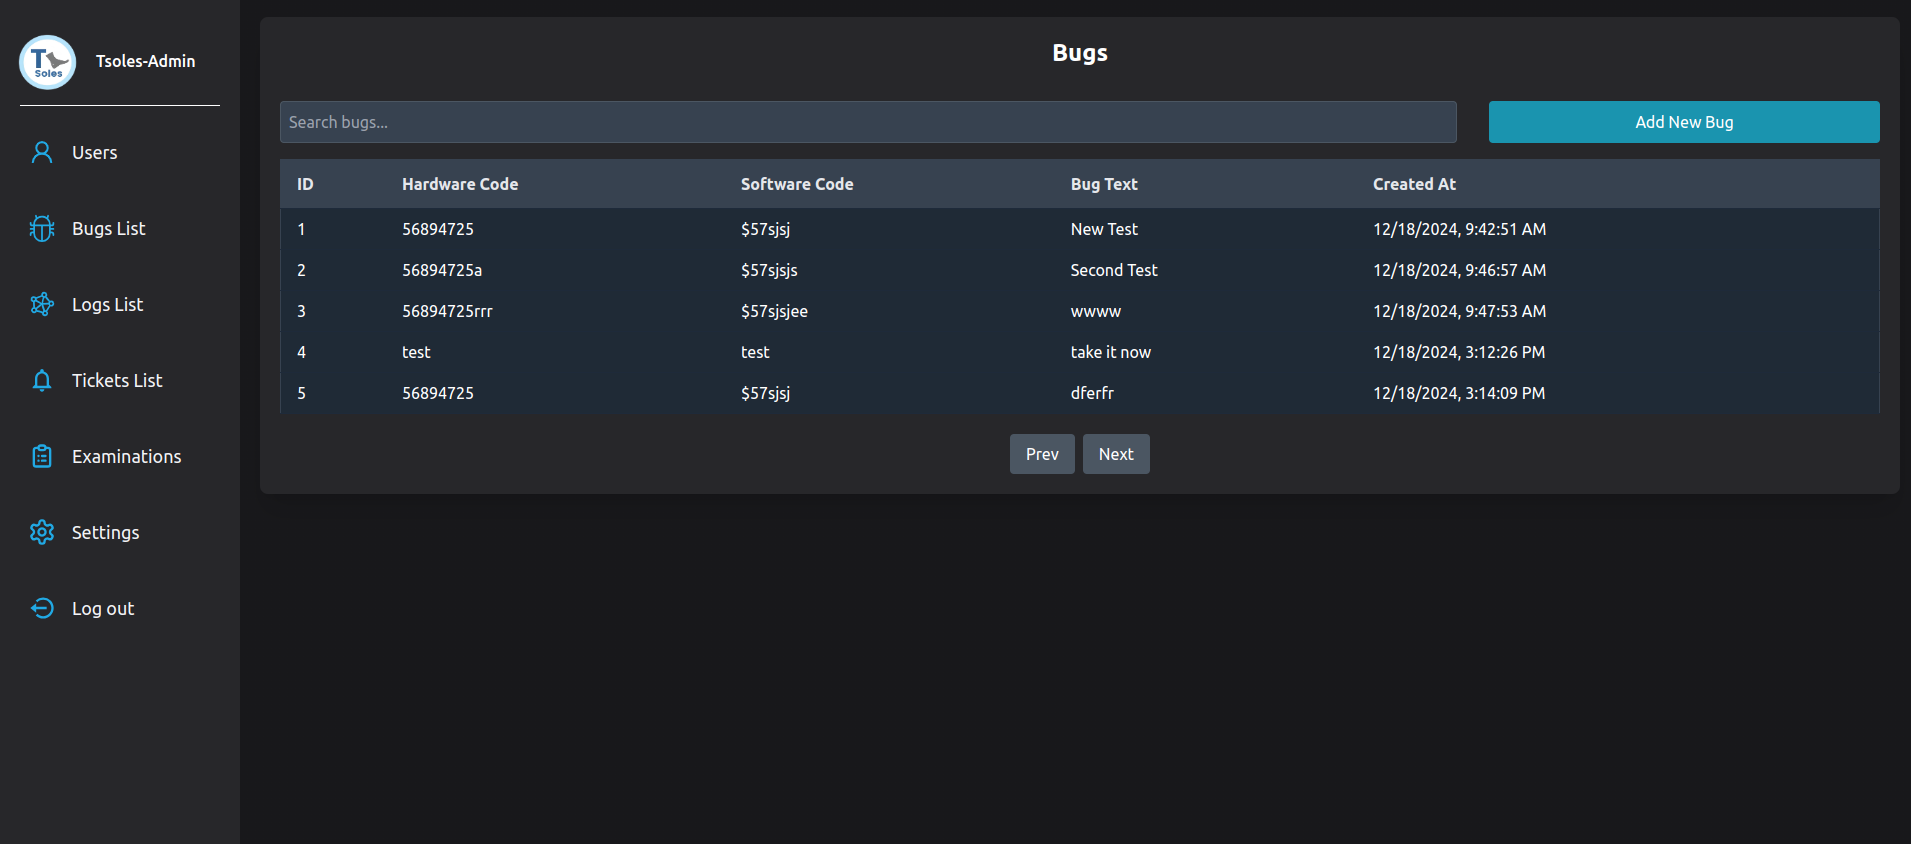 T
Soles
Tsoles-Admin
Users
Bugs List
Logs List
Tickets List
Examinations
Settings
Log out
Bugs
Search bugs...
Add New Bug
ID Hardware Code Software Code Bug Text Created At
1 56894725 $57sjsj New Test 12/18/2024, 9:42:51 AM
2 56894725a $57sjsjs Second Test 12/18/2024, 9:46:57 AM
3 56894725rrr $57sjsjee wwww 12/18/2024, 9:47:53 AM
4 test test take it now 12/18/2024, 3:12:26 PM
5 56894725 $57sjsj dferfr 12/18/2024, 3:14:09 PM
Prev Next